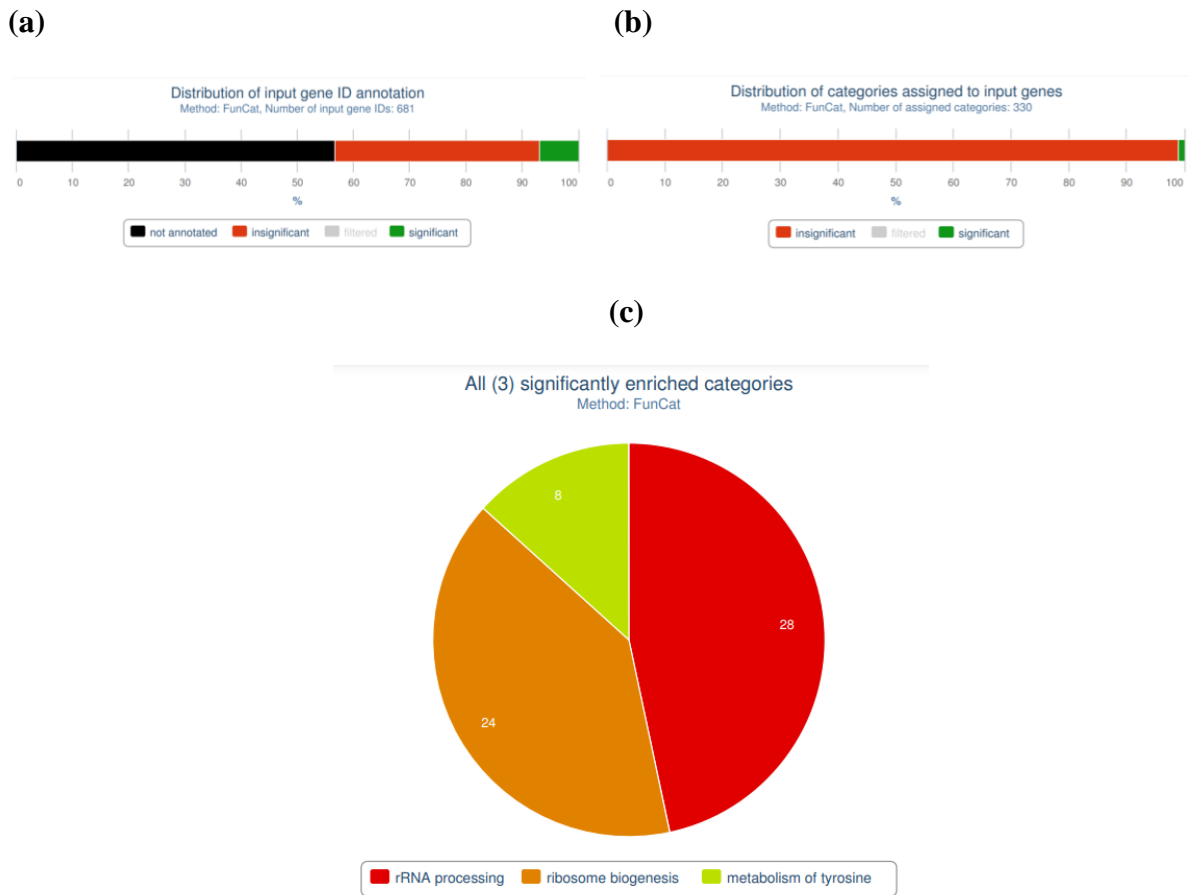 (a)
Distribution of input gene ID annotation
Method: FunCat, Number of input gene IDs: 681
0 10 20 30 40 50 60 70 80 90 100
%
not annotated insignificant filtered significant
(b)
Distribution of categories assigned to input genes
Method: FunCat, Number of assigned categories: 330
0 10 20 30 40 50 60 70 80 90 100
%
insignificant filtered significant
(c)
All (3) significantly enriched categories
Method: FunCat
8
28
24
rRNA processing ribosome biogenesis metabolism of tyrosine